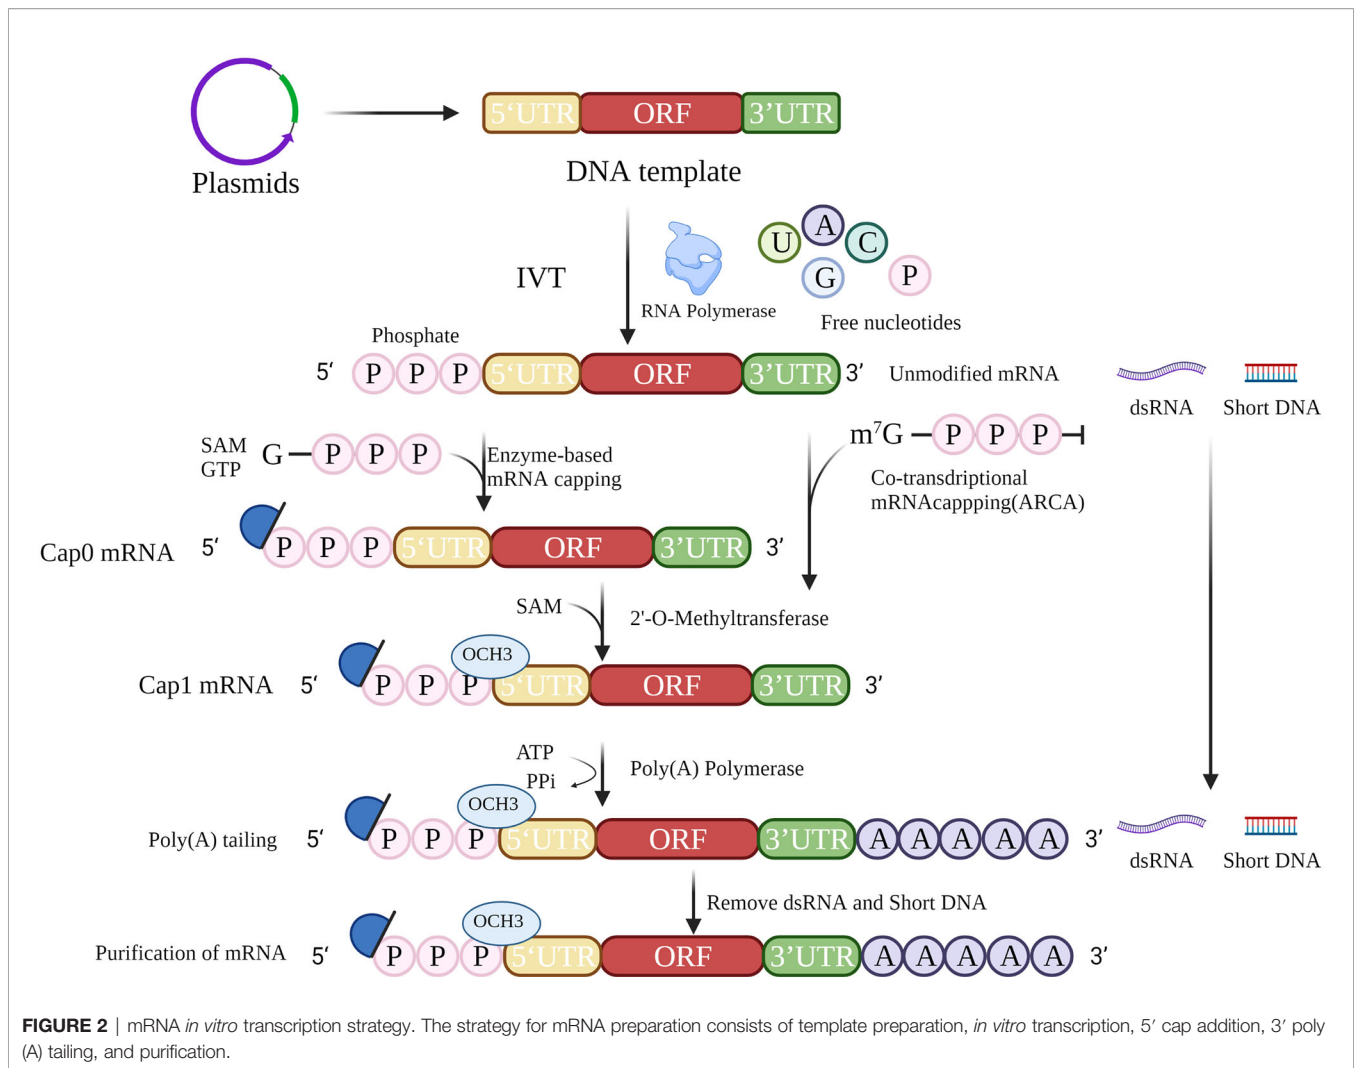 5‘UTR ORF 3’UTR
Plasmids
DNA template
U A C G P
IVT
RNA Polymerase
Free nucleotides
Phosphate
5‘ P P P 5‘UTR ORF 3’UTR 3’ Unmodified mRNA
dsRNA Short DNA
SAM
GTP
G P P P
Enzyme-based
mRNA capping
m⁷G P P P
Co-transdriptional
mRNAcappping(ARCA)
Cap0 mRNA 5‘ P P P 5‘UTR ORF 3’UTR 3’
SAM 2'-O-Methyltransferase
OCH3
Cap1 mRNA 5‘ P P P 5‘UTR ORF 3’UTR 3’
ATP
PPi
Poly(A) Polymerase
OCH3
Poly(A) tailing 5‘ P P P 5‘UTR ORF 3’UTR A A A A A 3’
dsRNA Short DNA
Remove dsRNA and Short DNA
OCH3
Purification of mRNA 5‘ P P P 5‘UTR ORF 3’UTR A A A A A 3’
FIGURE 2 | mRNA in vitro transcription strategy. The strategy for mRNA preparation consists of template preparation, in vitro transcription, 5′ cap addition, 3′ poly
(A) tailing, and purification.